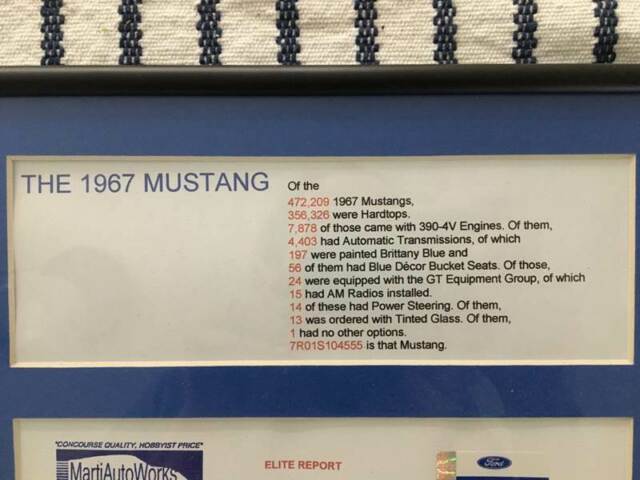 THE 1967 MUSTANG
Of the
472,209 1967 Mustangs,
356,326 were Hardtops.
7,878 of those came with 390-4V Engines. Of them,
4,403 had Automatic Transmissions, of which
197 were painted Brittany Blue and
56 of them had Blue Décor Bucket Seats. Of those,
24 were equipped with the GT Equipment Group, of which
15 had AM Radios installed.
14 of these had Power Steering. Of them,
13 was ordered with Tinted Glass. Of them,
1 had no other options.
7R01S104555 is that Mustang.
"CONCOURSE QUALITY, HOBBYIST PRICE"
MartiAutoWorks
ELITE REPORT
Ford